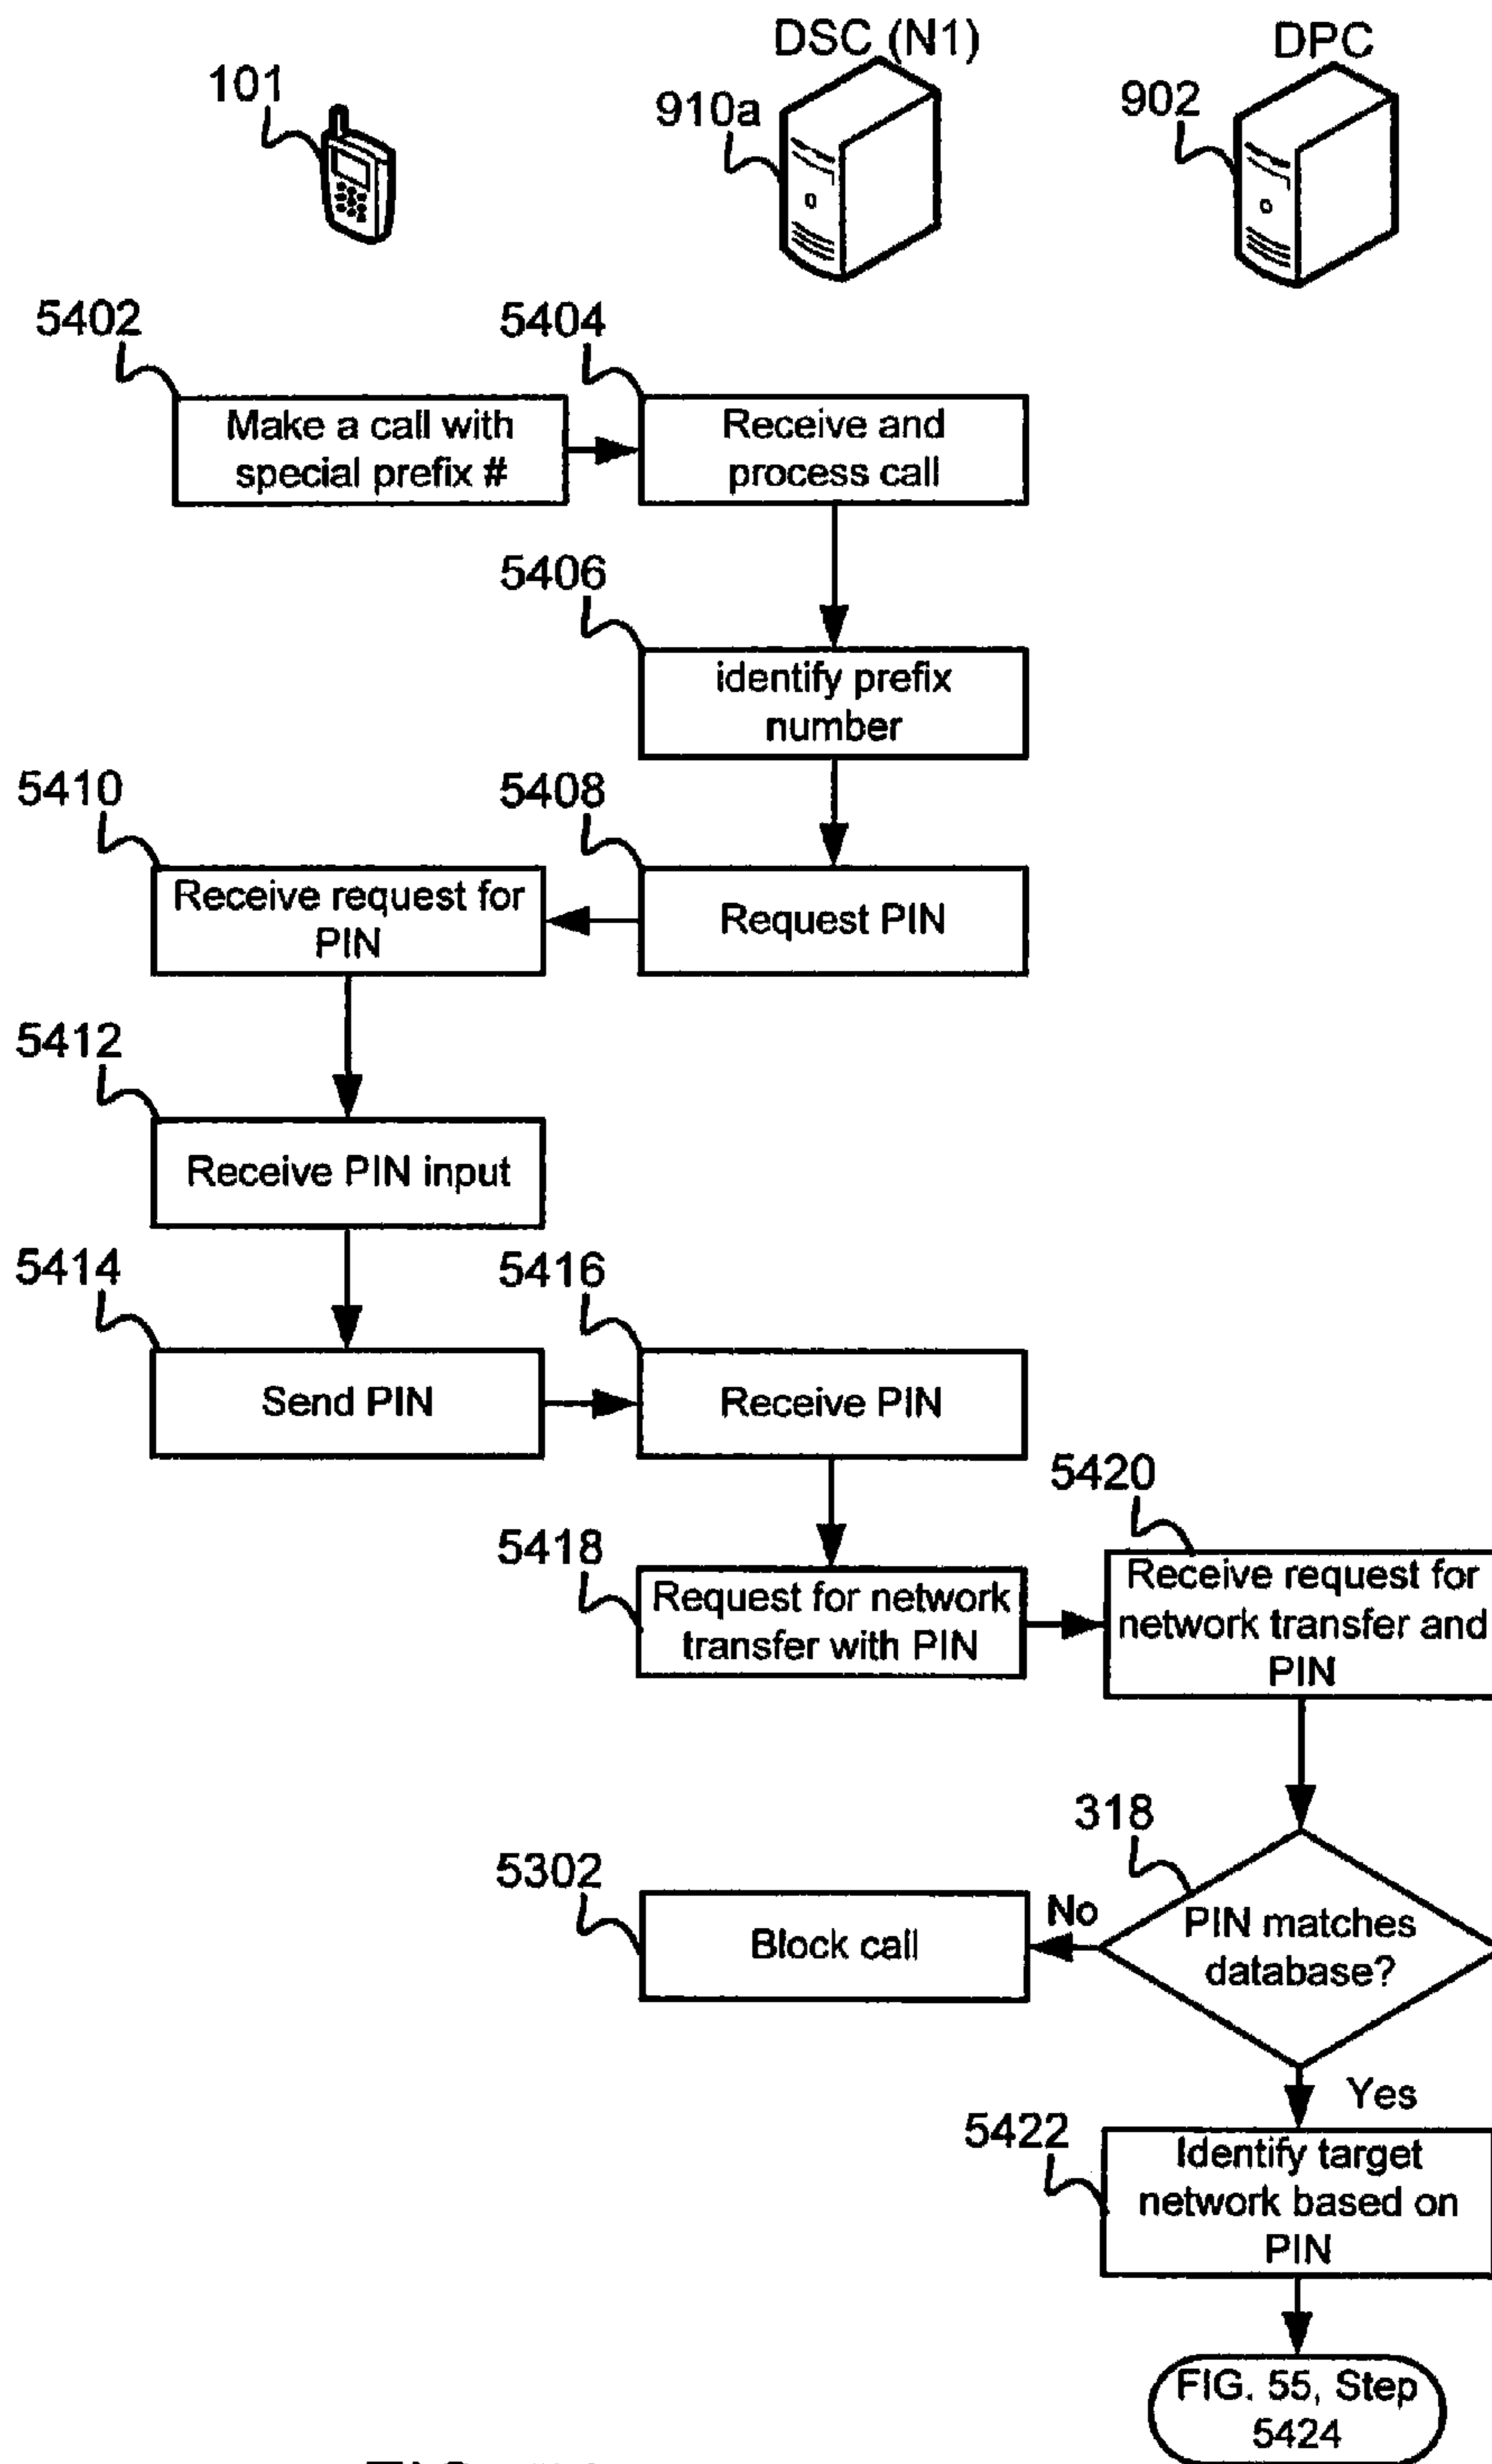 DSC (N1)
DPC
101
910a
902
5402
5404
Make a call with
special prefix #
Receive and
process call
5406
identify prefix
number
5410
5408
Receive request for
PIN
Request PIN
5412
Receive PIN input
5414
5416
Send PIN
Receive PIN
5420
5418
Request for network
transfer with PIN
Receive request for
network transfer and
PIN
318
5302
Block call
No
PIN matches
database?
Yes
5422
Identify target
network based on
PIN
FIG. 55, Step
5424